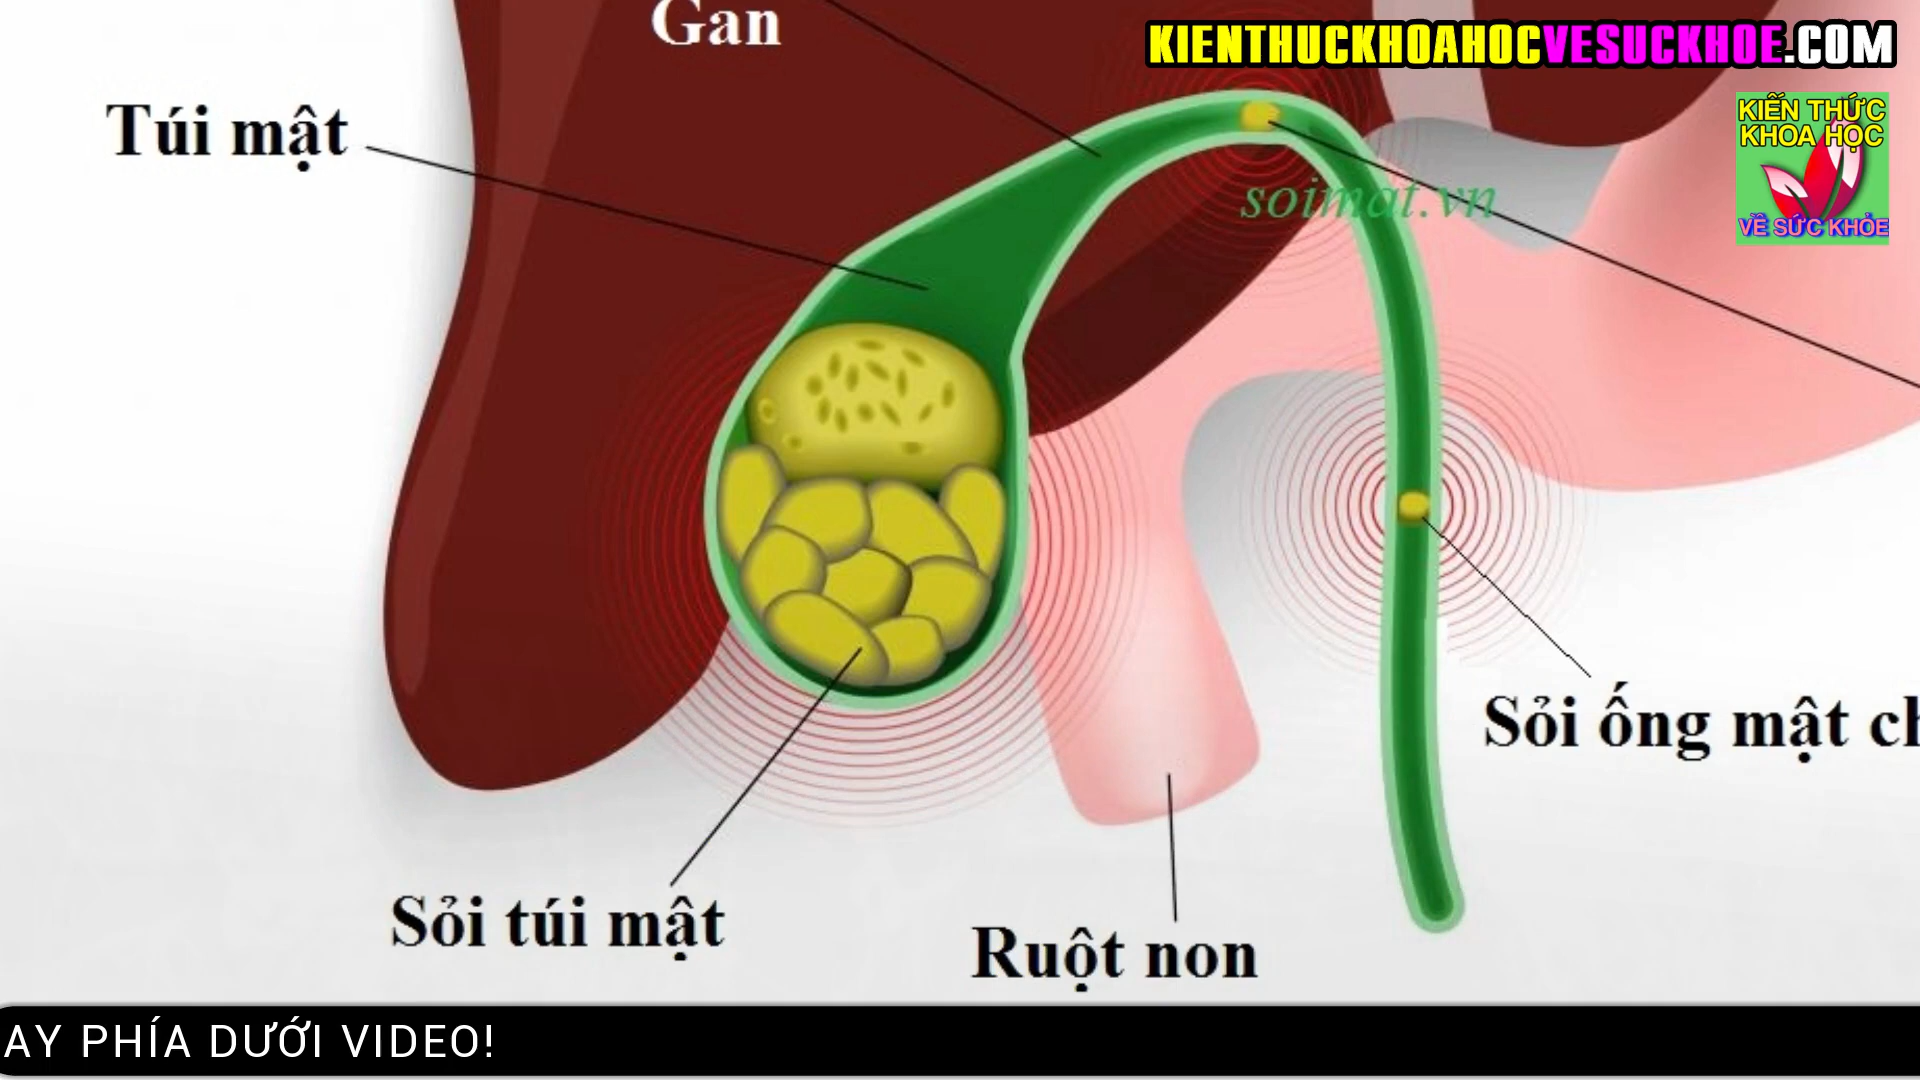 Gan
KIENTHUCKHOAHOCVESUCKHOE.COM
KIẾN THỨC
KHOA HỌC
VỀ SỨC KHỎE
Túi mật
soimat.vn
Sỏi ống mật ch
Sỏi túi mật
Ruột non
AY PHÍA DƯỚI VIDEO!